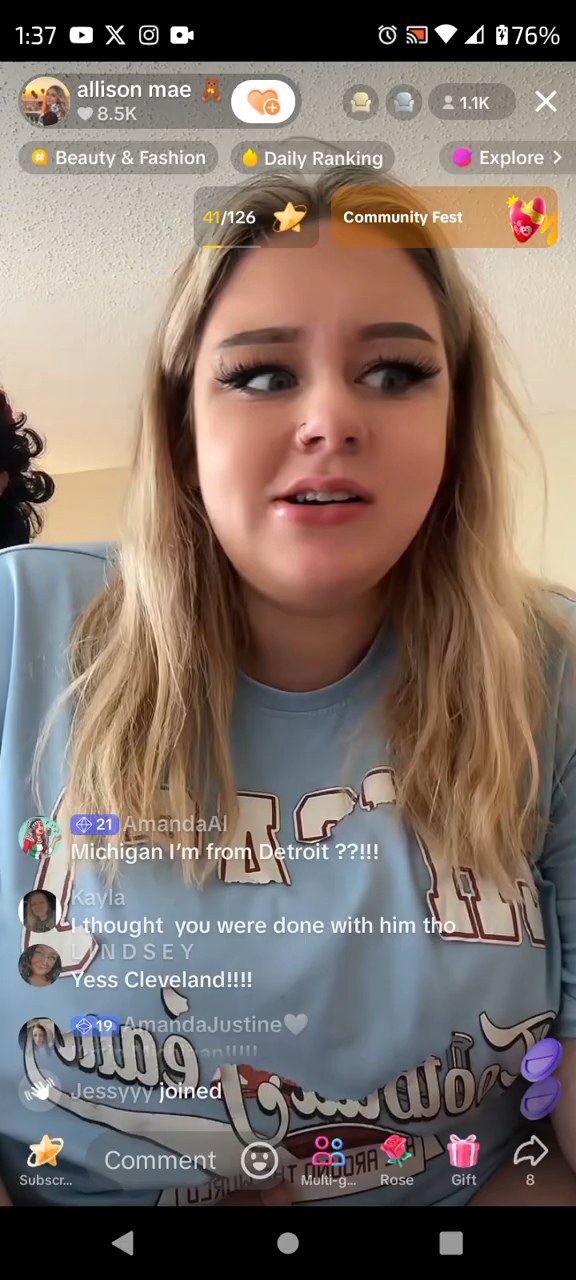 1:37
76%
allison mae 🧸
8.5K
1.1K
Beauty & Fashion
Daily Ranking
Explore
41/126
Community Fest
21 AmandaAl
Michigan I'm from Detroit ??!!!
Kayla
I thought you were done with him tho
L NDSEY
Yess Cleveland!!!!
19 AmandaJustine🤍
Jessyyy joined
Comment
Subscr...
Multi-g...
Rose
Gift
8